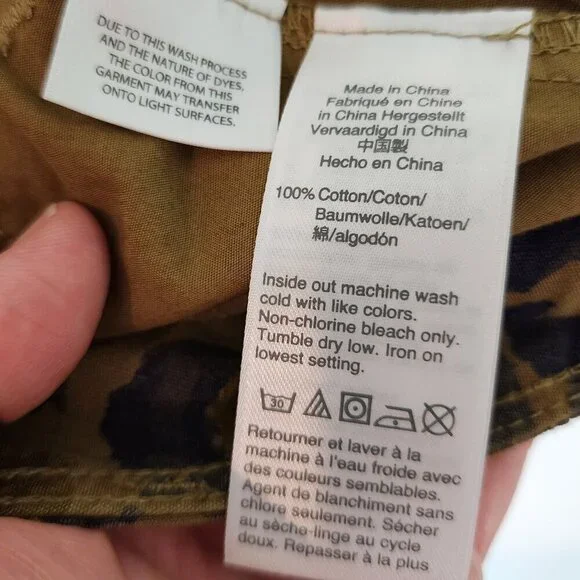 DUE TO THIS WASH PROCESS
AND THE NATURE OF DYES,
THE COLOR FROM THIS
GARMENT MAY TRANSFER
ONTO LIGHT SURFACES.
Made in China
Fabriqué en Chine
in China Hergestellt
Vervaardigd in China
中国製
Hecho en China
100% Cotton/Coton/
Baumwolle/Katoen/
綿/algodón
Inside out machine wash
cold with like colors.
Non-chlorine bleach only.
Tumble dry low. Iron on
lowest setting.
30
Retourner et laver à la
machine à l'eau froide avec
des couleurs semblables.
Agent de blanchiment sans
chlore seulement. Sécher
au sèche-linge au cycle
doux. Repasser à la plus